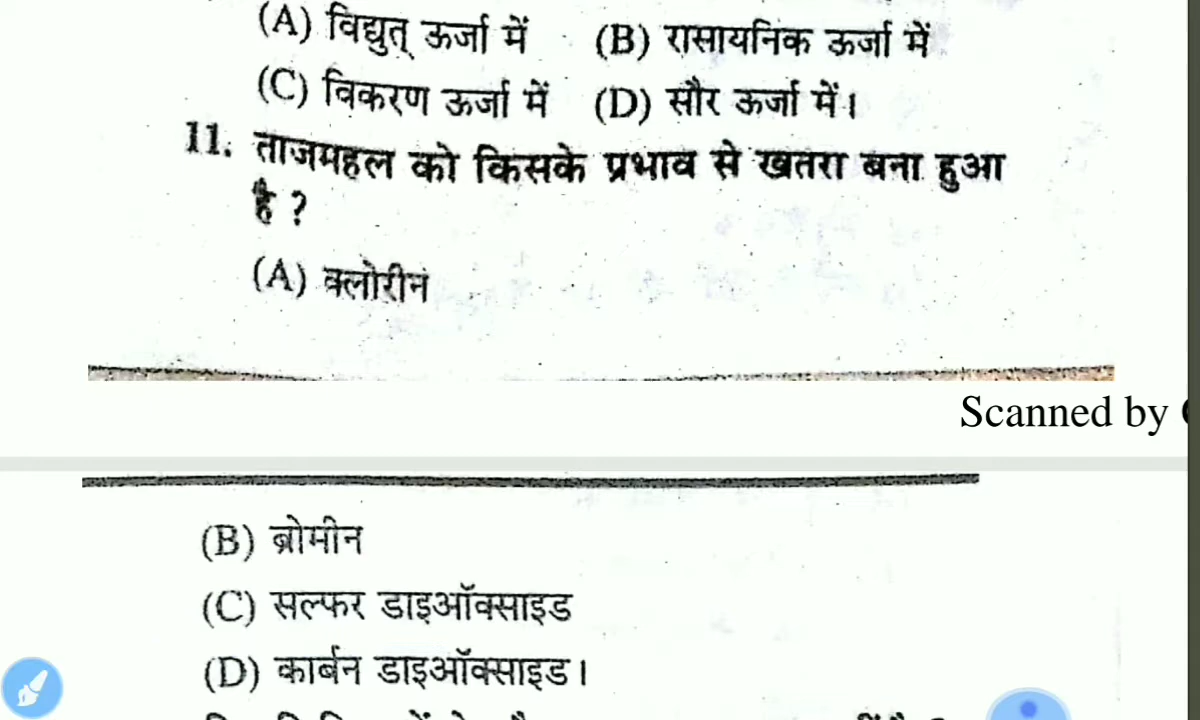 (A) विद्युत् ऊर्जा में (B) रासायनिक ऊर्जा में
(C) विकरण ऊर्जा में (D) सौर ऊर्जा में।
11. ताजमहल को किसके प्रभाव से खतरा बना हुआ
है ?
(A) क्लोरीन
Scanned by
(B) ब्रोमीन
(C) सल्फर डाइऑक्साइड
(D) कार्बन डाइऑक्साइड।